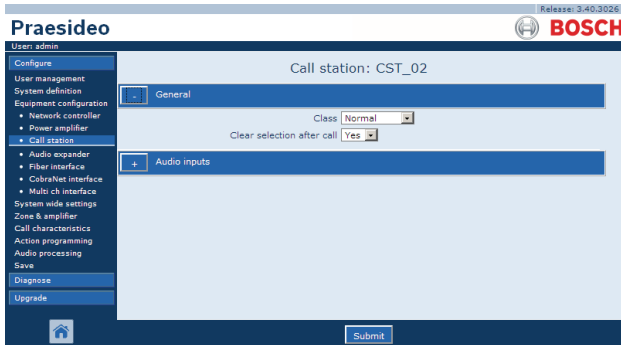 Release: 3.40.3026
Praesideo
BOSCH
User: admin
Configure
User management
System definition
Equipment configuration
• Network controller
• Power amplifier
• Call station
• Audio expander
• Fiber interface
• CobraNet interface
• Multi ch interface
System wide settings
Zone & amplifier
Call characteristics
Action programming
Audio processing
Save
Diagnose
Upgrade
Call station: CST_02
- General
Class Normal
Clear selection after call Yes
+ Audio inputs
Submit